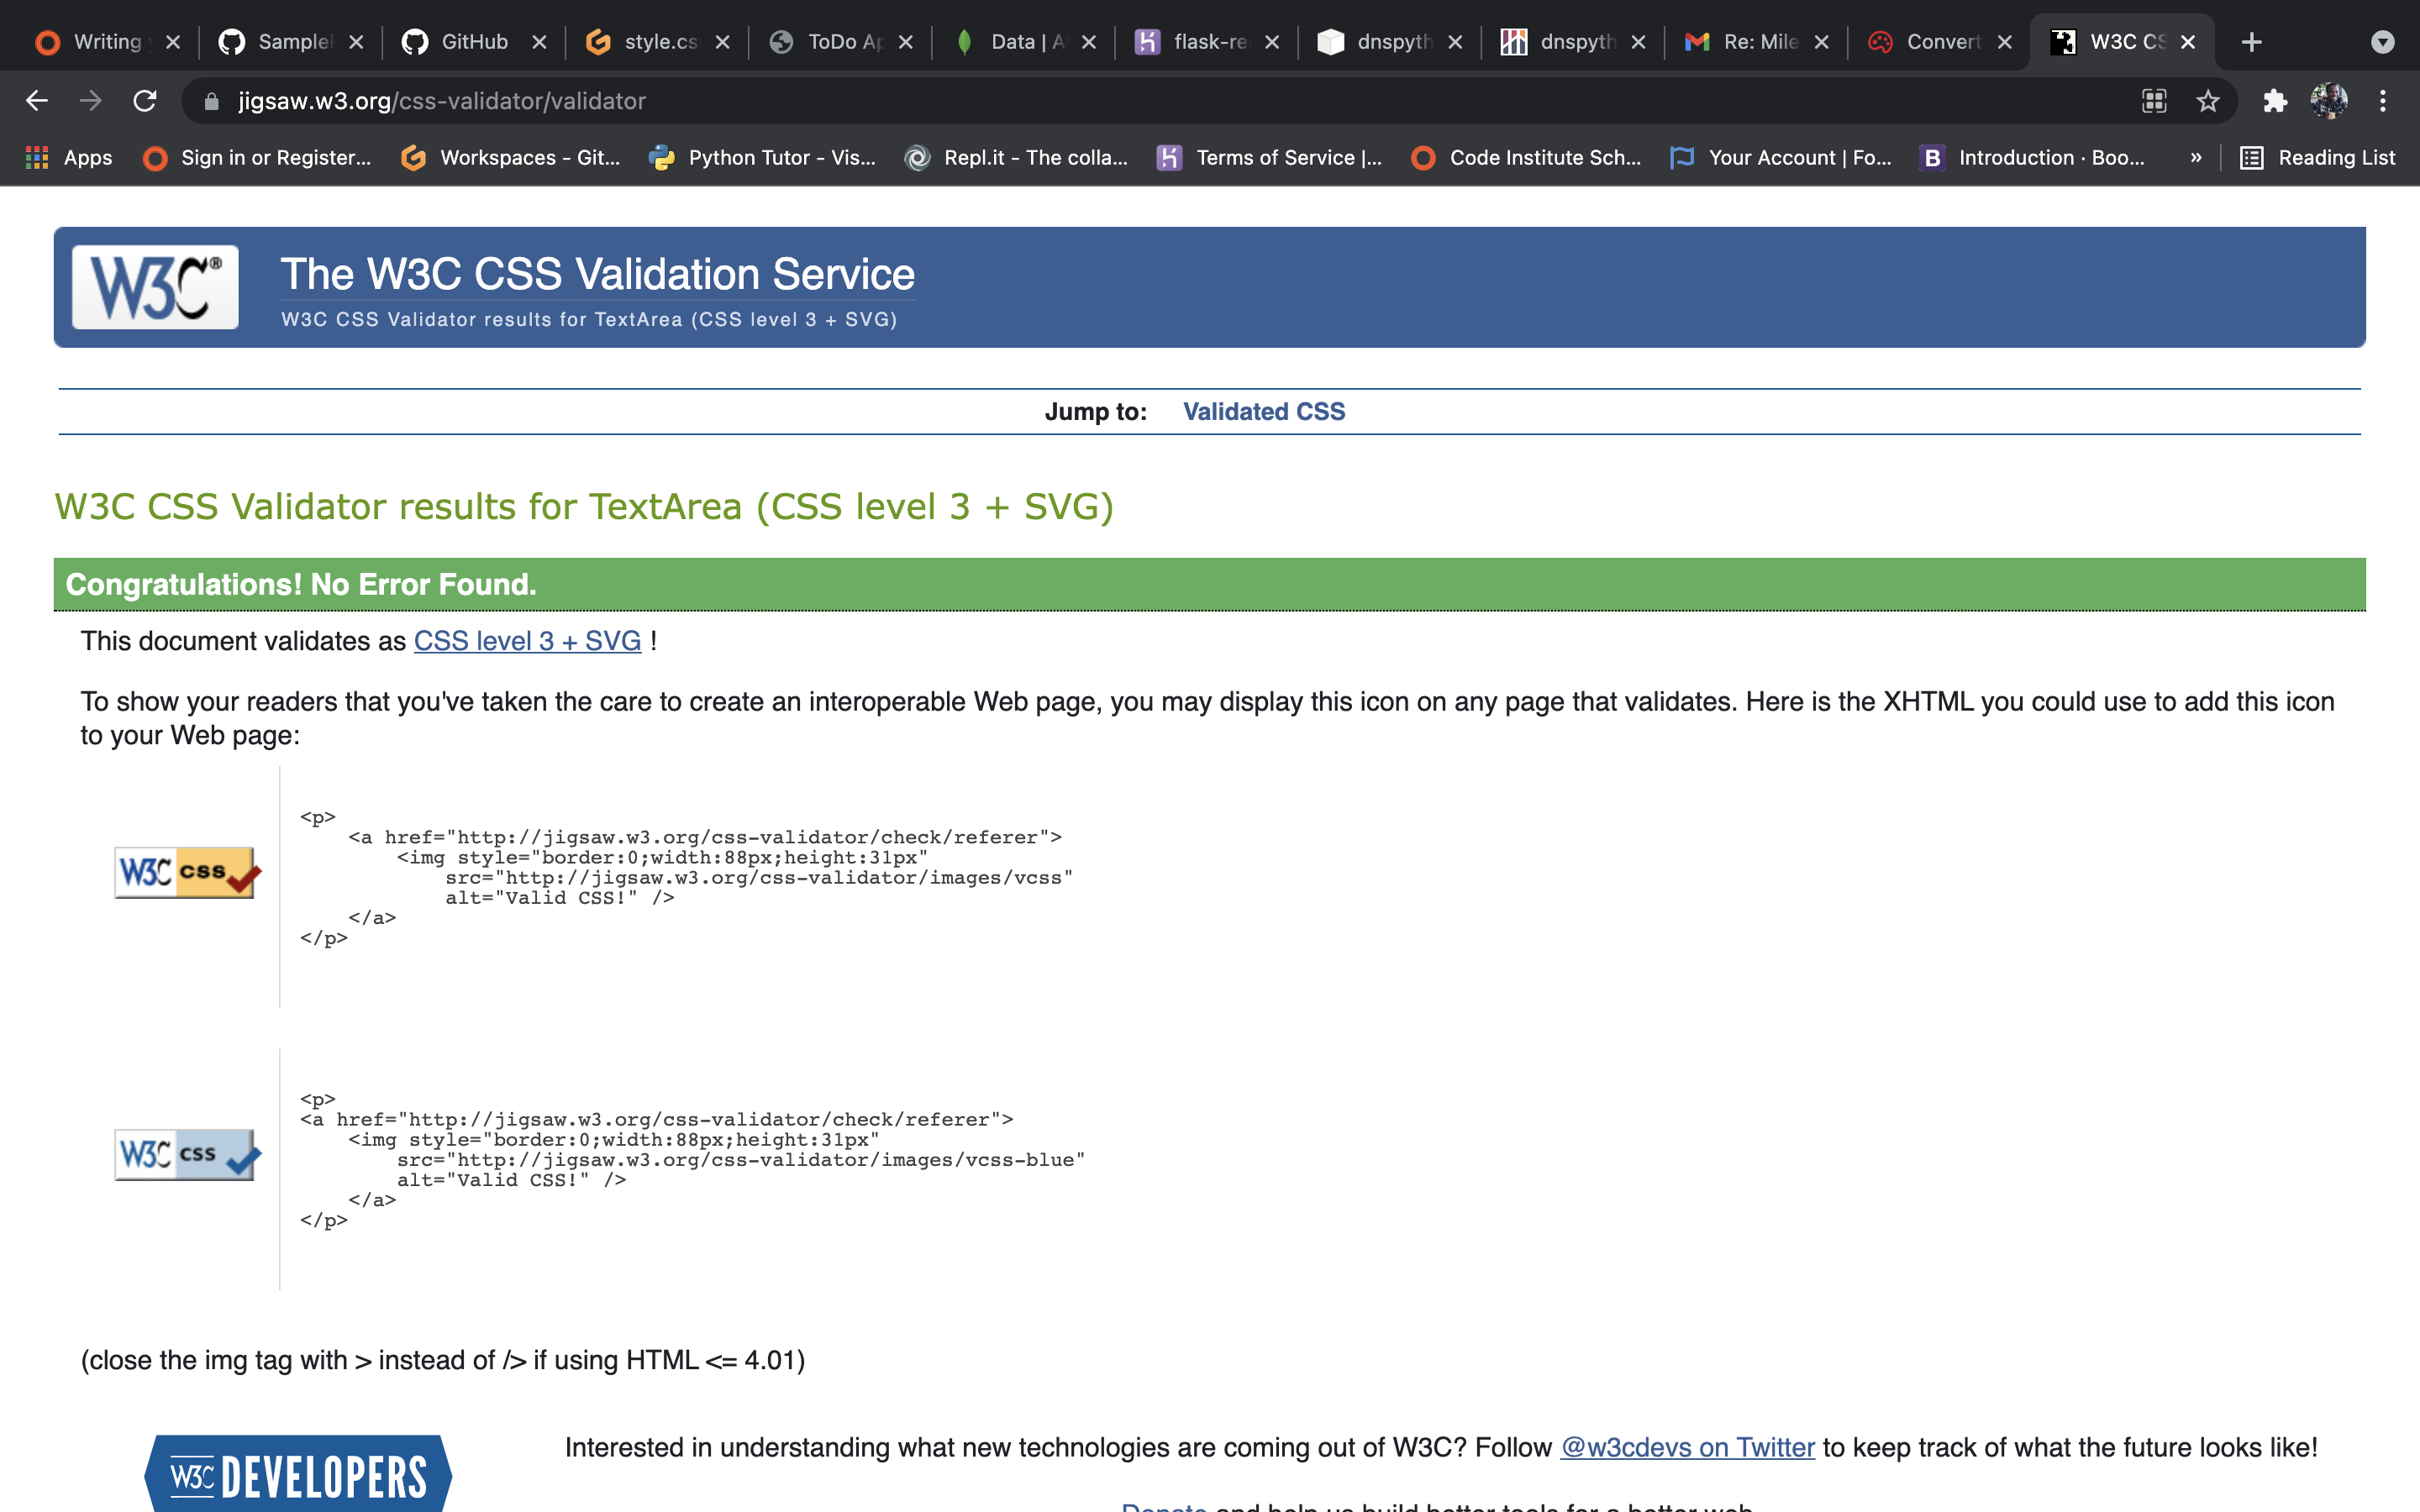 Writing
SampleF
GitHub
style.cs
ToDo Ap
Data | A
flask-re
dnspyth
dnspyth
Re: Mile
Convert
W3C CS
jigsaw.w3.org/css-validator/validator
Apps
Sign in or Register...
Workspaces - Git...
Python Tutor - Vis...
Repl.it - The colla...
Terms of Service |...
Code Institute Sch...
Your Account | Fo...
Introduction · Boo...
»
Reading List
W3C®
The W3C CSS Validation Service
W3C CSS Validator results for TextArea (CSS level 3 + SVG)
Jump to: Validated CSS
W3C CSS Validator results for TextArea (CSS level 3 + SVG)
Congratulations! No Error Found.
This document validates as CSS level 3 + SVG !
To show your readers that you've taken the care to create an interoperable Web page, you may display this icon on any page that validates. Here is the XHTML you could use to add this icon
to your Web page:
W3C css
<p>
<a href="http://jigsaw.w3.org/css-validator/check/referer">
<img style="border:0;width:88px;height:31px"
src="http://jigsaw.w3.org/css-validator/images/vcss"
alt="Valid CSS!" />
</a>
</p>
W3C css
<p>
<a href="http://jigsaw.w3.org/css-validator/check/referer">
<img style="border:0;width:88px;height:31px"
src="http://jigsaw.w3.org/css-validator/images/vcss-blue"
alt="Valid CSS!" />
</a>
</p>
(close the img tag with > instead of /> if using HTML <= 4.01)
W3C DEVELOPERS
Interested in understanding what new technologies are coming out of W3C? Follow @w3cdevs on Twitter to keep track of what the future looks like!
Donate and help us build better tools for a better web.